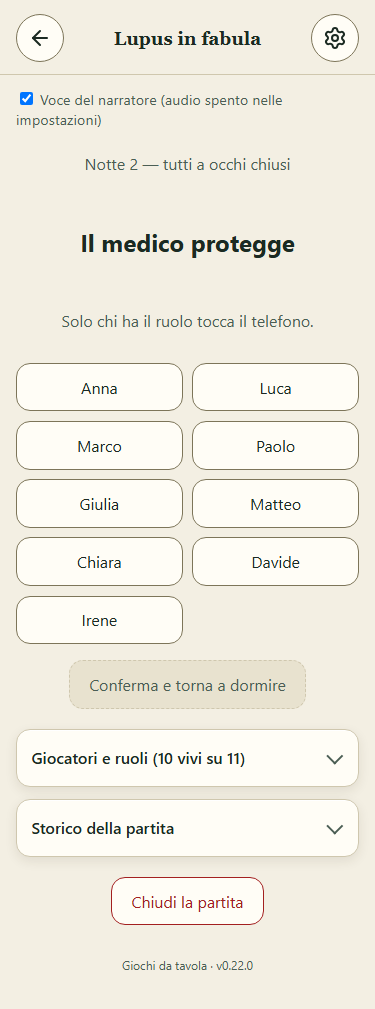 Lupus in fabula
Voce del narratore (audio spento nelle
impostazioni)
Notte 2 — tutti a occhi chiusi
Il medico protegge
Solo chi ha il ruolo tocca il telefono.
Anna
Luca
Marco
Paolo
Giulia
Matteo
Chiara
Davide
Irene
Conferma e torna a dormire
Giocatori e ruoli (10 vivi su 11)
Storico della partita
Chiudi la partita
Giochi da tavola · v0.22.0